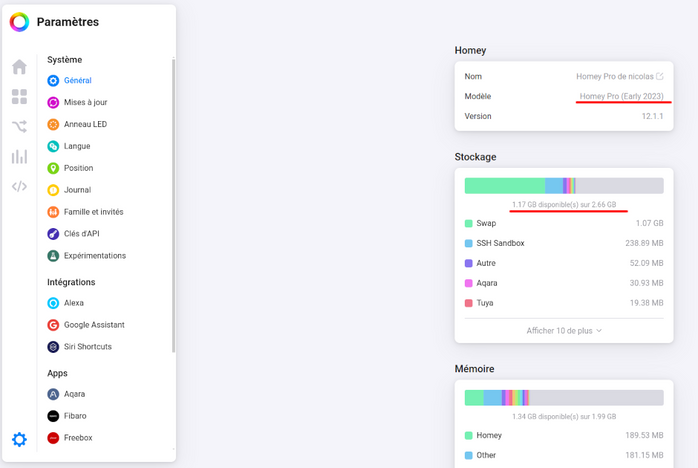 Paramètres
Système
Général
Mises à jour
Anneau LED
Langue
Position
Journal
Famille et invités
Clés d'API
Expérimentations
Intégrations
Alexa
Google Assistant
Siri Shortcuts
Apps
Aqara
Fibaro
Freebox
Homey
Nom Homey Pro de nicolas
Modèle Homey Pro (Early 2023)
Version 12.1.1
Stockage
1.17 GB disponible(s) sur 2.66 GB
Swap 1.07 GB
SSH Sandbox 238.89 MB
Autre 52.09 MB
Aqara 30.93 MB
Tuya 19.38 MB
Afficher 10 de plus
Mémoire
1.34 GB disponible(s) sur 1.99 GB
Homey 189.53 MB
Other 181.15 MB